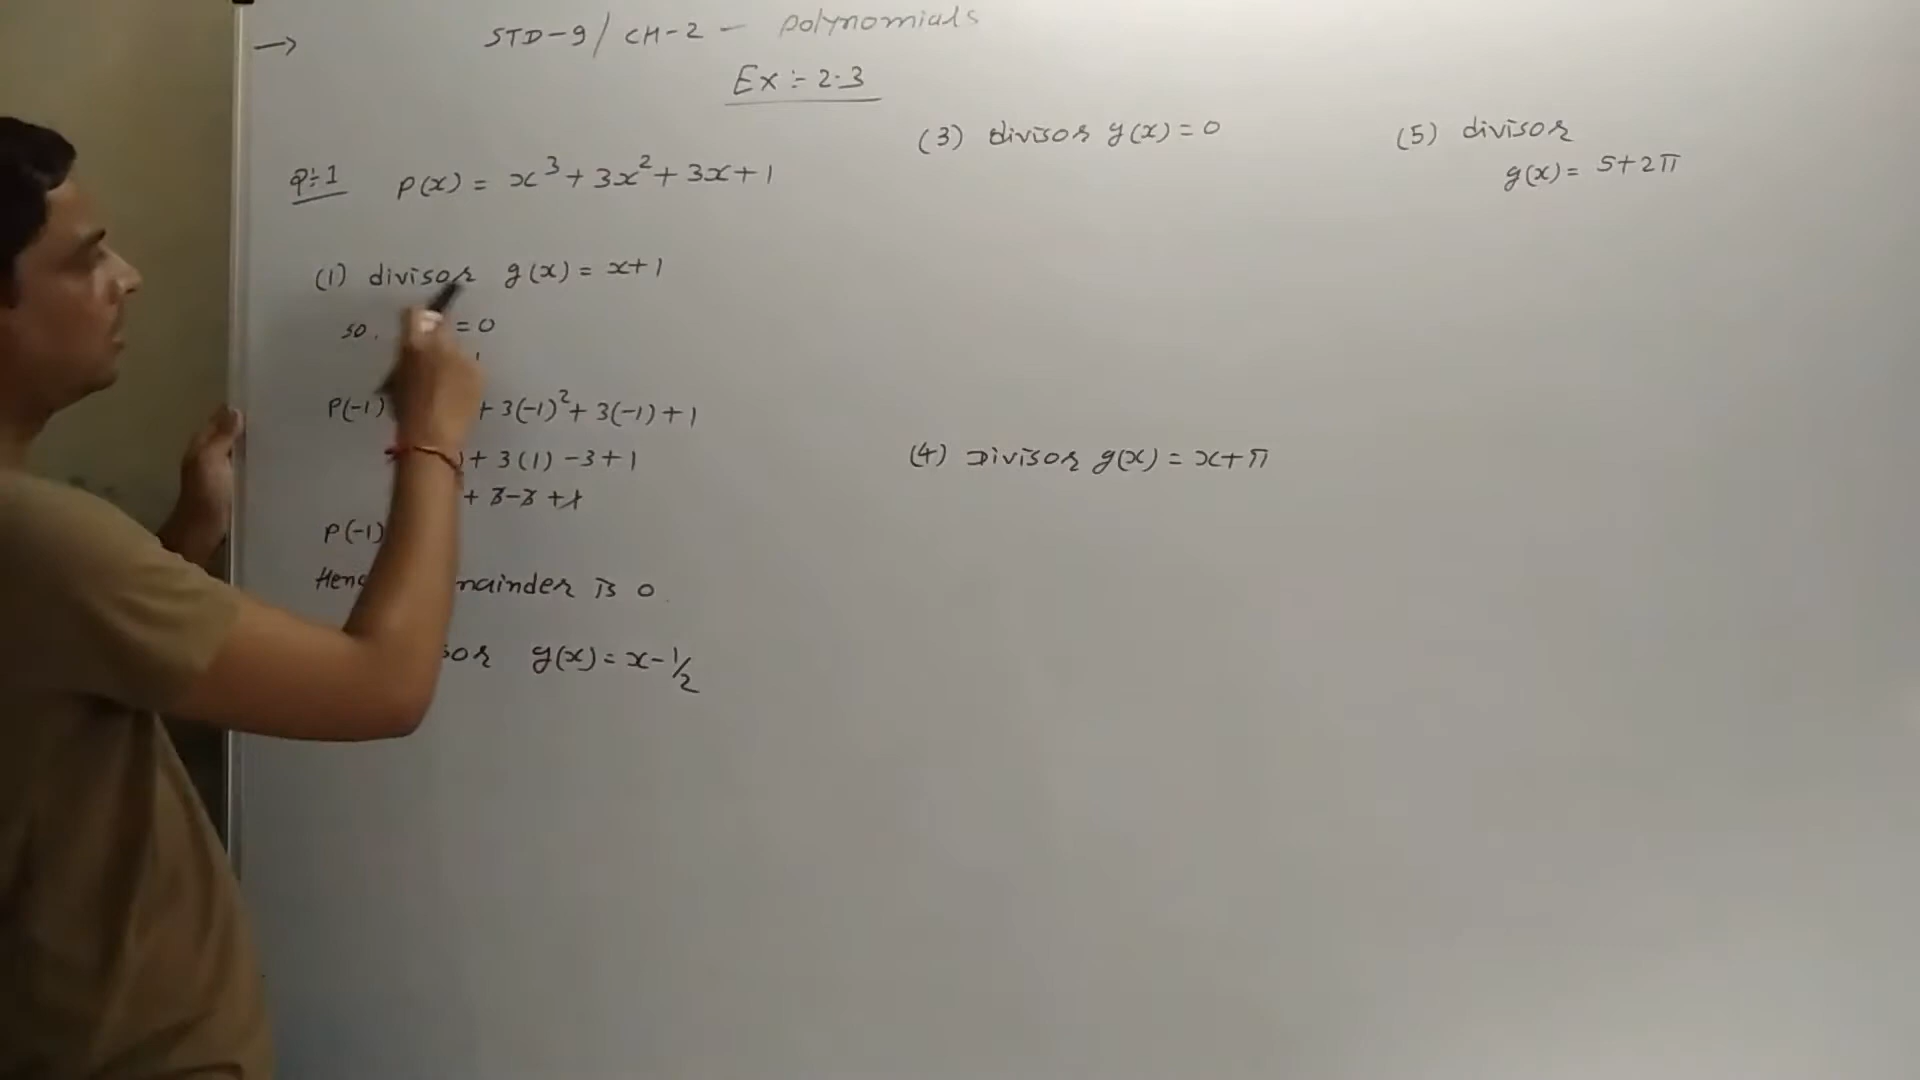 → STD-9/ CH-2 - Polynomials
Ex:-2.3
Q:-1 P(x) = x³ + 3x² + 3x + 1
(1) divisor g(x) = x+1
so, = 0
P(-1) + 3(-1)² + 3(-1) + 1
) + 3(1) - 3 + 1
+ 3 - 3 + 1
P(-1)
Hence mainder is 0
sor g(x) = x - 1/2
(3) divisor g(x) = 0
(4) Divisor g(x) = x+π
(5) divisor
g(x) = 5+2π